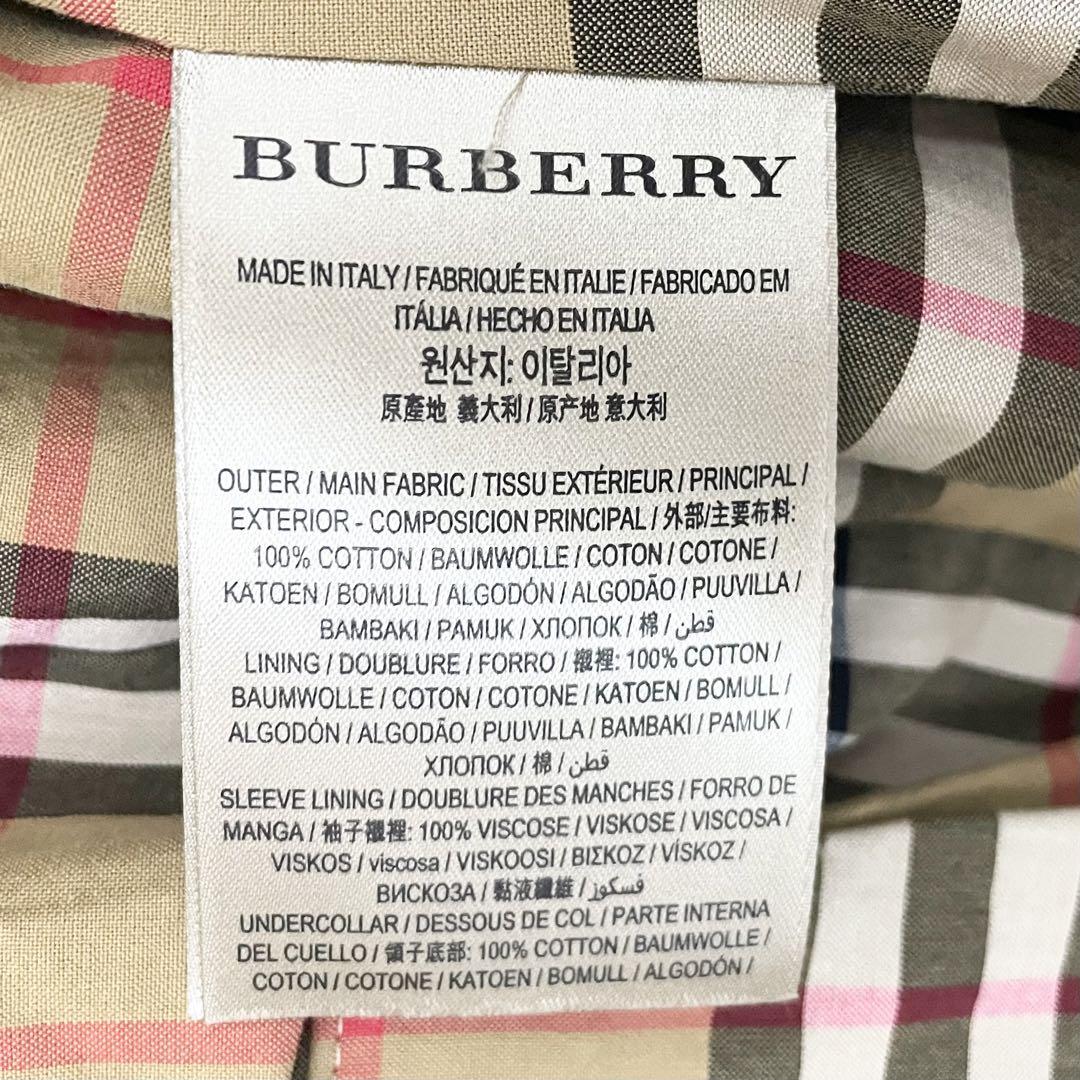 BURBERRY
MADE IN ITALY / FABRIQUÉ EN ITALIE / FABRICADO EM
ITÁLIA / HECHO EN ITALIA
원산지: 이탈리아
原產地 義大利 / 原产地 意大利
OUTER / MAIN FABRIC / TISSU EXTÉRIEUR / PRINCIPAL /
EXTERIOR - COMPOSICION PRINCIPAL / 外部/主要布料:
100% COTTON / BAUMWOLLE / COTON / COTONE /
KATOEN / BOMULL / ALGODÓN / ALGODÃO / PUUVILLA /
BAMBAKI / PAMUK / ХЛОПОК / 棉 / قطن
LINING / DOUBLURE / FORRO / 襯裡: 100% COTTON /
BAUMWOLLE / COTON / COTONE / KATOEN / BOMULL /
ALGODÓN / ALGODÃO / PUUVILLA / BAMBAKI / PAMUK /
ХЛОПОК / 棉 / قطن
SLEEVE LINING / DOUBLURE DES MANCHES / FORRO DE
MANGA / 袖子襯裡: 100% VISCOSE / VISKOSE / VISCOSA /
VISKOS / viscosa / VISKOOSI / ΒΙΣΚΟΖ / VÍSKOZ /
ВИСКОЗА / 黏液纖維 / فسكوز
UNDERCOLLAR / DESSOUS DE COL / PARTE INTERNA
DEL CUELLO / 領子底部: 100% COTTON / BAUMWOLLE /
COTON / COTONE / KATOEN / BOMULL / ALGODÓN /